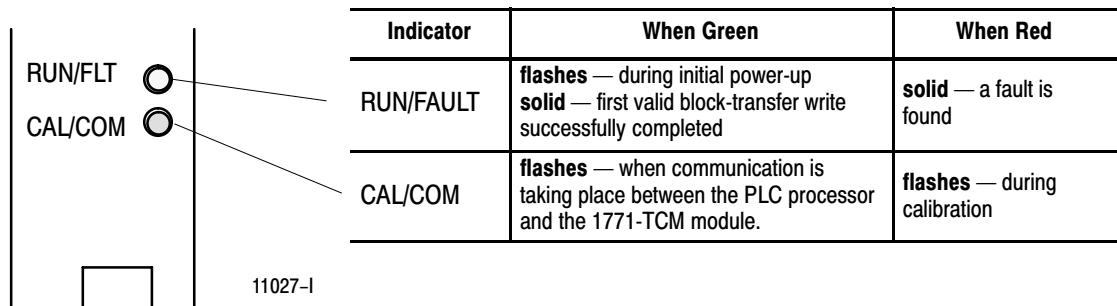 RUN/FLT
CAL/COM
11027–I
Indicator When Green When Red
RUN/FAULT
flashes — during initial power-up
solid — first valid block-transfer write
successfully completed
solid — a fault is
found
CAL/COM
flashes — when communication is
taking place between the PLC processor
and the 1771-TCM module.
flashes — during
calibration